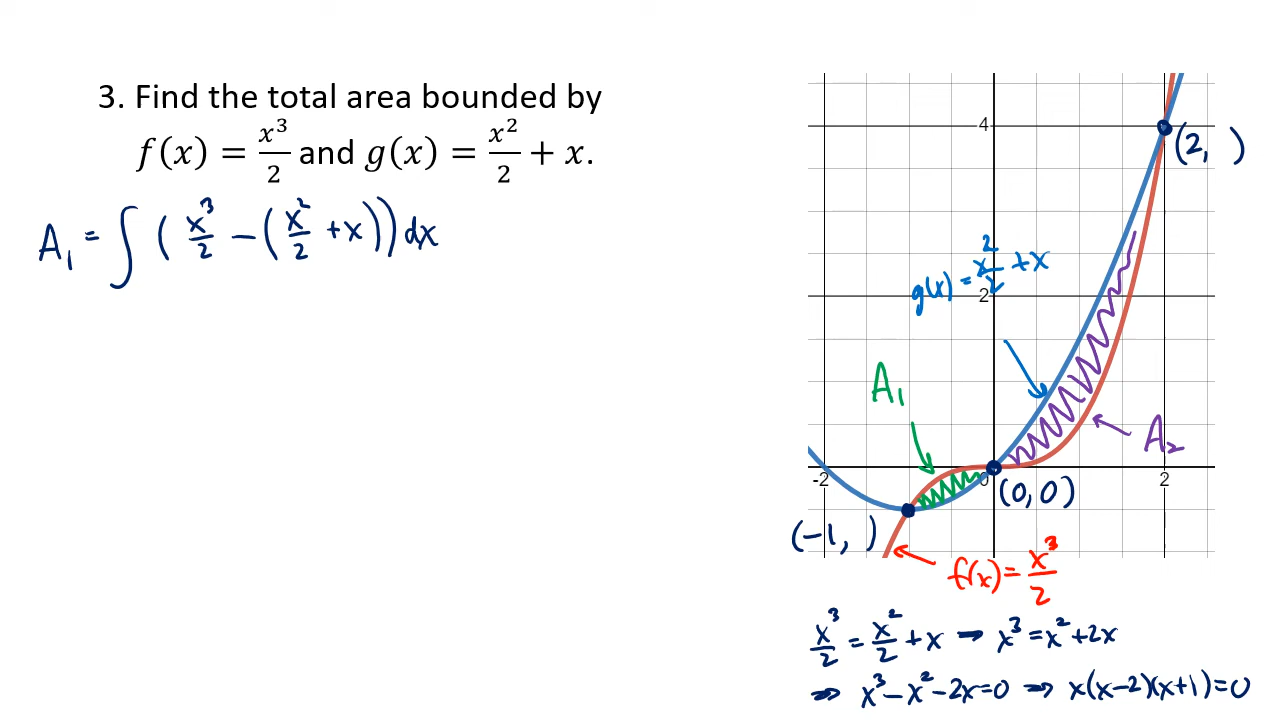 3. Find the total area bounded by
f(x) = x³/2 and g(x) = x²/2 + x.
A₁ = ∫ ( x³/2 − ( x²/2 + x ) ) dx
4
(2, )
g(x) = x²/2 + x
2
A₁
A₂
-2
0
2
(0, 0)
(−1, )
f(x) = x³/2
x³/2 = x²/2 + x → x³ = x² + 2x
⇒ x³ − x² − 2x = 0 ⇒ x(x−2)(x+1) = 0